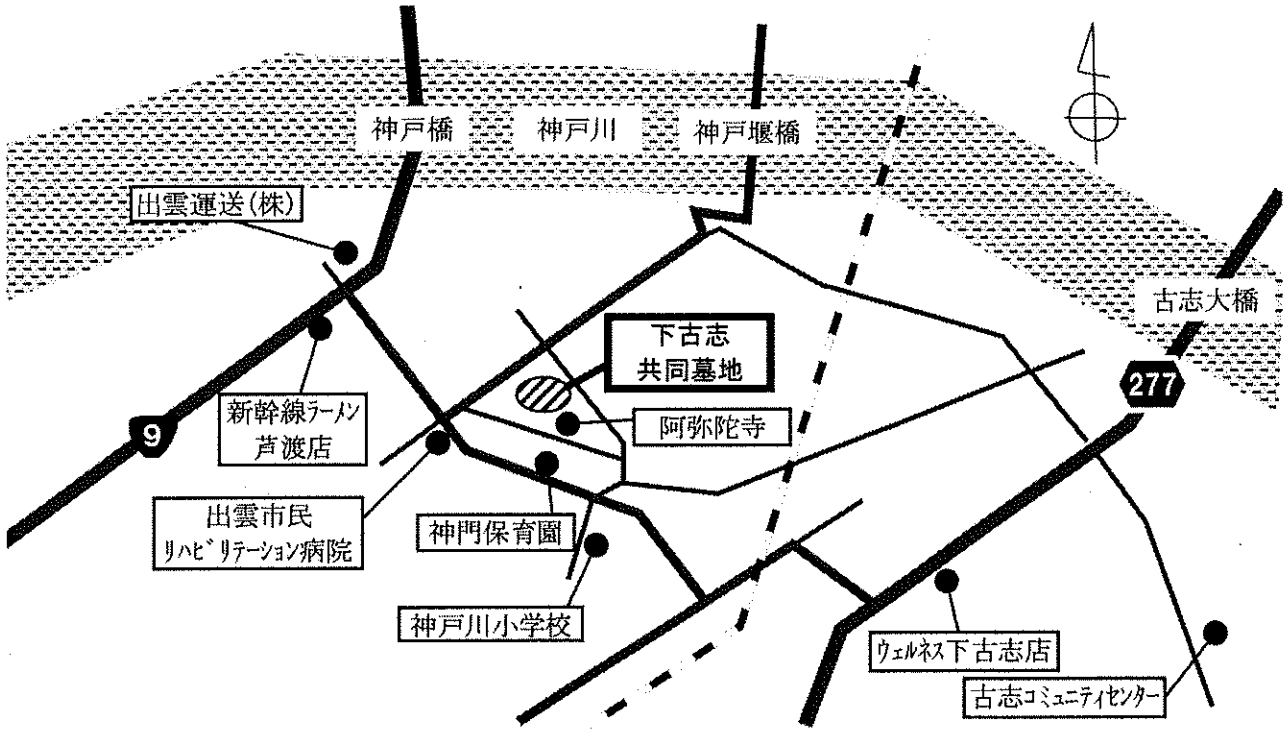 神戸橋
神戸川
神戸堰橋
出雲運送(株)
古志大橋
下古志
共同墓地
277
新幹線ラーメン
芦渡店
阿弥陀寺
9
出雲市民
リハビリテーション病院
神門保育園
神戸川小学校
ウェルネス下古志店
古志コミュニティセンター